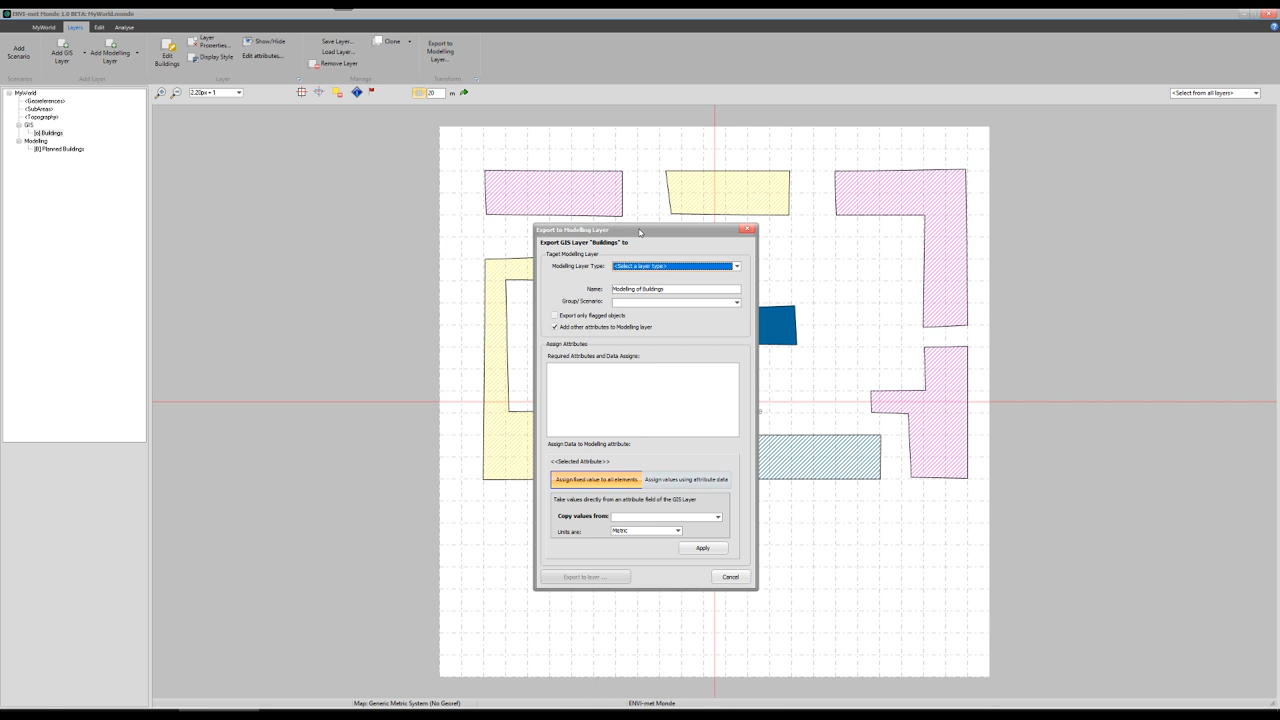 ENVI-met Monde 1.0 BETA: MyWorld.monde
MyWorld Layers Edit Analyse
Add Scenario
Scenarios
Add GIS Layer
Add Modelling Layer
Add Layer
Edit Buildings
Layer Properties...
Display Style
Show/Hide
Edit attributes...
Layer
Save Layer...
Load Layer...
Remove Layer
Clone
Manage
Export to Modelling Layer...
Transform
2.20px = 1
20 m
<Select from all layers>
MyWorld
<Georeferences>
<SubAreas>
<Topography>
GIS
[o] Buildings
Modeling
[B] Planned Buildings
Export to Modelling Layer
Export GIS Layer "Buildings" to
Taget Modelling Layer
Modelling Layer Type: <Select a layer type>
Name: Modeling of Buildings
Group/ Scenario:
Export only flagged objects
Add other attributes to Modelling layer
Assign Attributes
Required Attributes and Data Assigns:
Assign Data to Modelling attribute:
<<Selected Attribute>>
Assign fixed value to all elements. Assign values using attribute data
Take values directly from an attribute field of the GIS Layer
Copy values from:
Units are: Metric
Apply
Export to layer ... Cancel
Map: Generic Metric System (No Georef) ENVI-met Monde